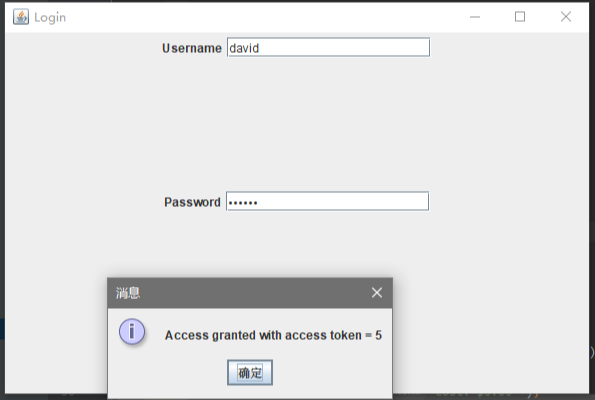 Login
Username david
Password ••••••
消息
Access granted with access token = 5
确定